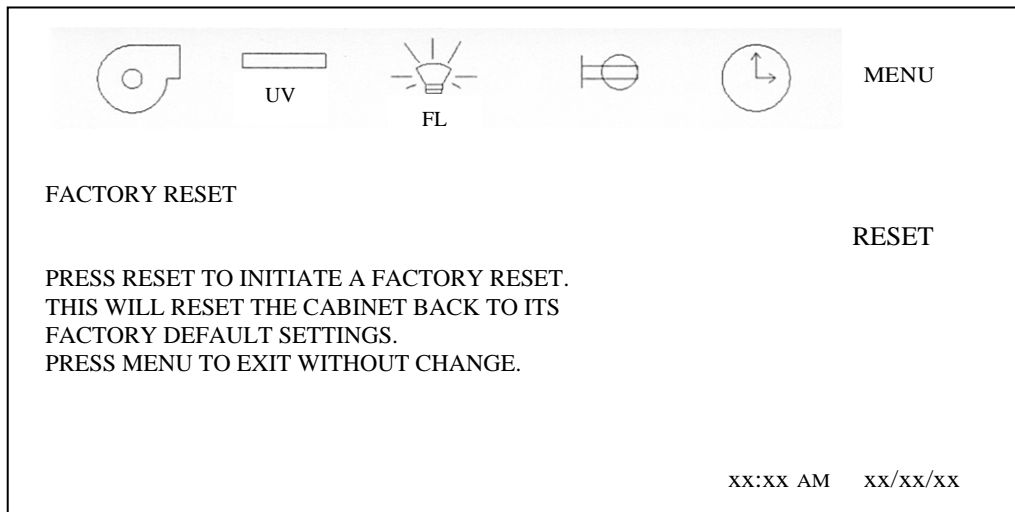 UV
FL
MENU
FACTORY RESET
RESET
PRESS RESET TO INITIATE A FACTORY RESET.
THIS WILL RESET THE CABINET BACK TO ITS
FACTORY DEFAULT SETTINGS.
PRESS MENU TO EXIT WITHOUT CHANGE.
xx:xx AM xx/xx/xx